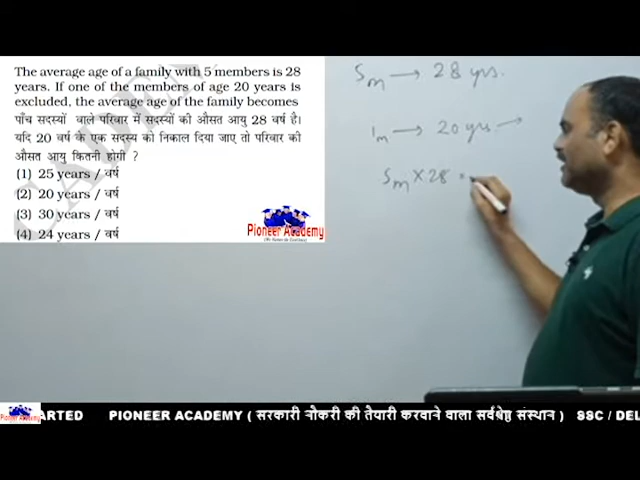 The average age of a family with 5 members is 28
years. If one of the members of age 20 years is
excluded, the average age of the family becomes
पाँच सदस्यों वाले परिवार में सदस्यों की औसत आयु 28 वर्ष है।
यदि 20 वर्ष के एक सदस्य को निकाल दिया जाए तो परिवार की
औसत आयु कितनी होगी ?
(1) 25 years / वर्ष
(2) 20 years / वर्ष
(3) 30 years / वर्ष
(4) 24 years / वर्ष
Pioneer Academy
5m → 28 yrs.
1m → 20 yrs →
5m × 28 =
Pioneer Academy
ARTED PIONEER ACADEMY ( सरकारी नौकरी की तैयारी करवाने वाला सर्वश्रेष्ठ संस्थान ) SSC / DEL